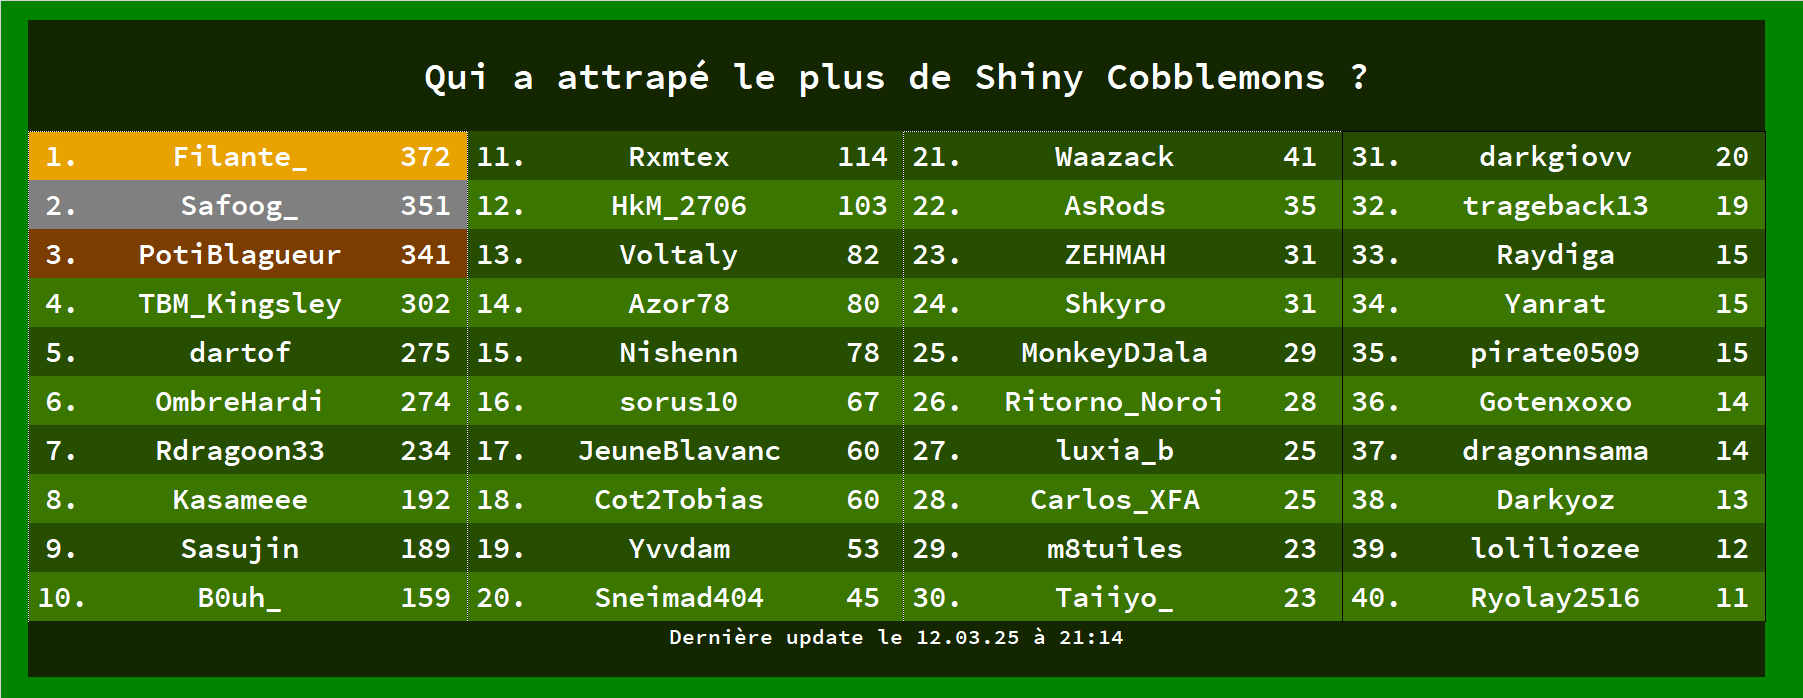 Qui a attrapé le plus de Shiny Cobblemons ?
1. Filante_ 372 11. Rxmtex 114 21. Waazack 41 31. darkgiovv 20
2. Safoog_ 351 12. HkM_2706 103 22. AsRods 35 32. trageback13 19
3. PotiBlagueur 341 13. Voltaly 82 23. ZEHMAH 31 33. Raydiga 15
4. TBM_Kingsley 302 14. Azor78 80 24. Shkyro 31 34. Yanrat 15
5. dartof 275 15. Nishenn 78 25. MonkeyDJala 29 35. pirate0509 15
6. OmbreHardi 274 16. sorus10 67 26. Ritorno_Noroi 28 36. Gotenxoxo 14
7. Rdragoon33 234 17. JeuneBlavanc 60 27. luxia_b 25 37. dragonnsama 14
8. Kasameee 192 18. Cot2Tobias 60 28. Carlos_XFA 25 38. Darkyoz 13
9. Sasujin 189 19. Yvvdam 53 29. m8tuiles 23 39. loliliozee 12
10. B0uh_ 159 20. Sneimad404 45 30. Taiiyo_ 23 40. Ryolay2516 11
Dernière update le 12.03.25 à 21:14